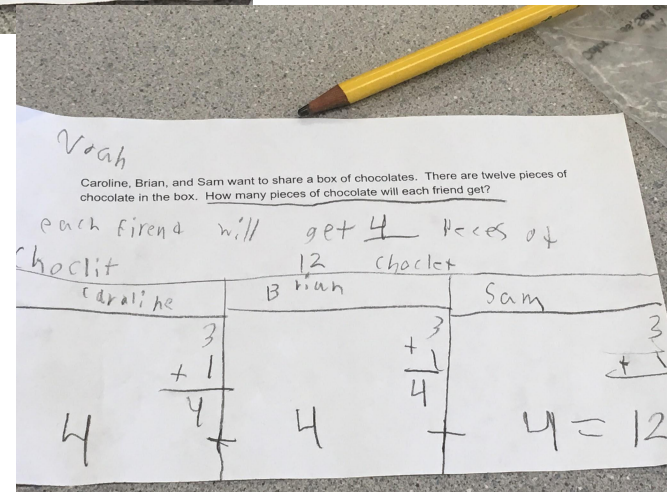 Noah
Caroline, Brian, and Sam want to share a box of chocolates. There are twelve pieces of
chocolate in the box. How many pieces of chocolate will each friend get?
each firend will get 4 Peces of
Choclit 12 choclet
Caraline Brian Sam
3 3 3
+ 1 + 1 + 1
4 4
4 + 4 + 4 = 12